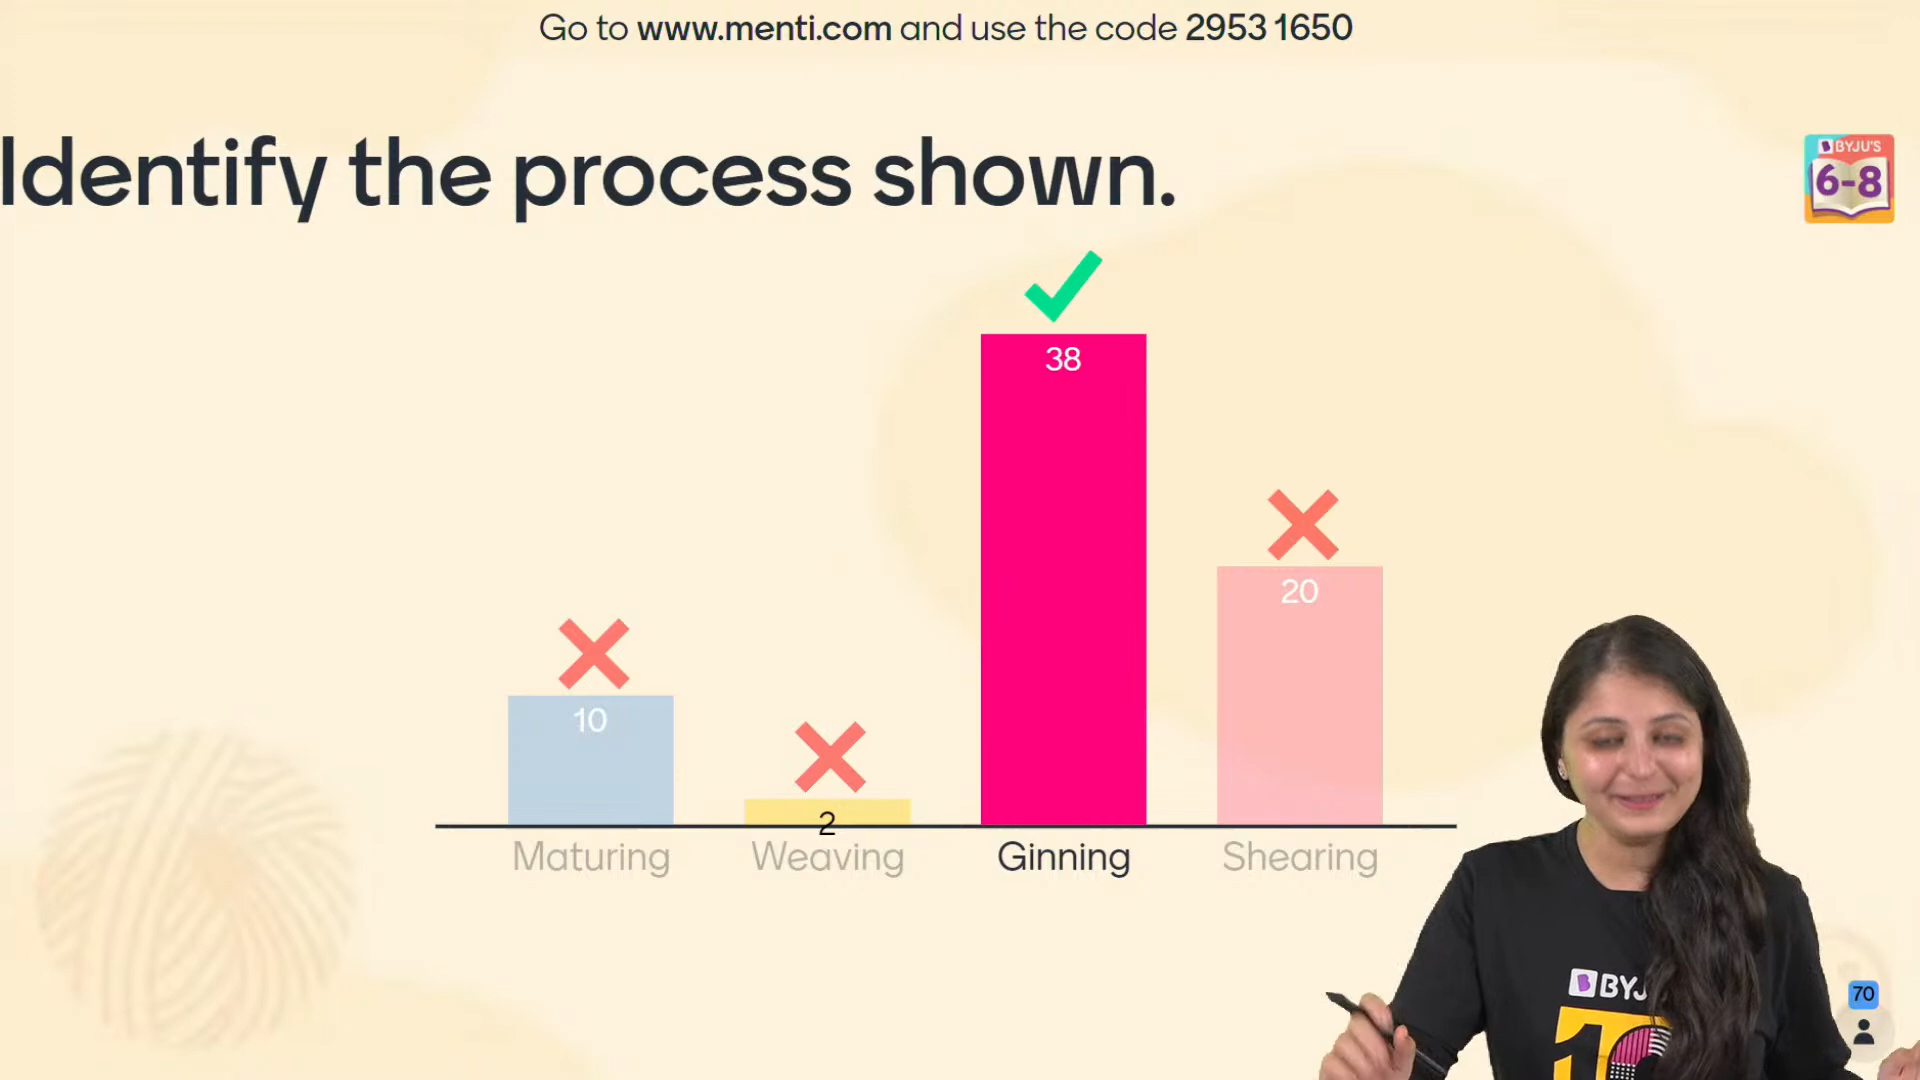 Go to www.menti.com and use the code 2953 1650
Identify the process shown.
BYJU'S
6-8
38
20
10
2
Maturing Weaving Ginning Shearing
BYJ
10
70